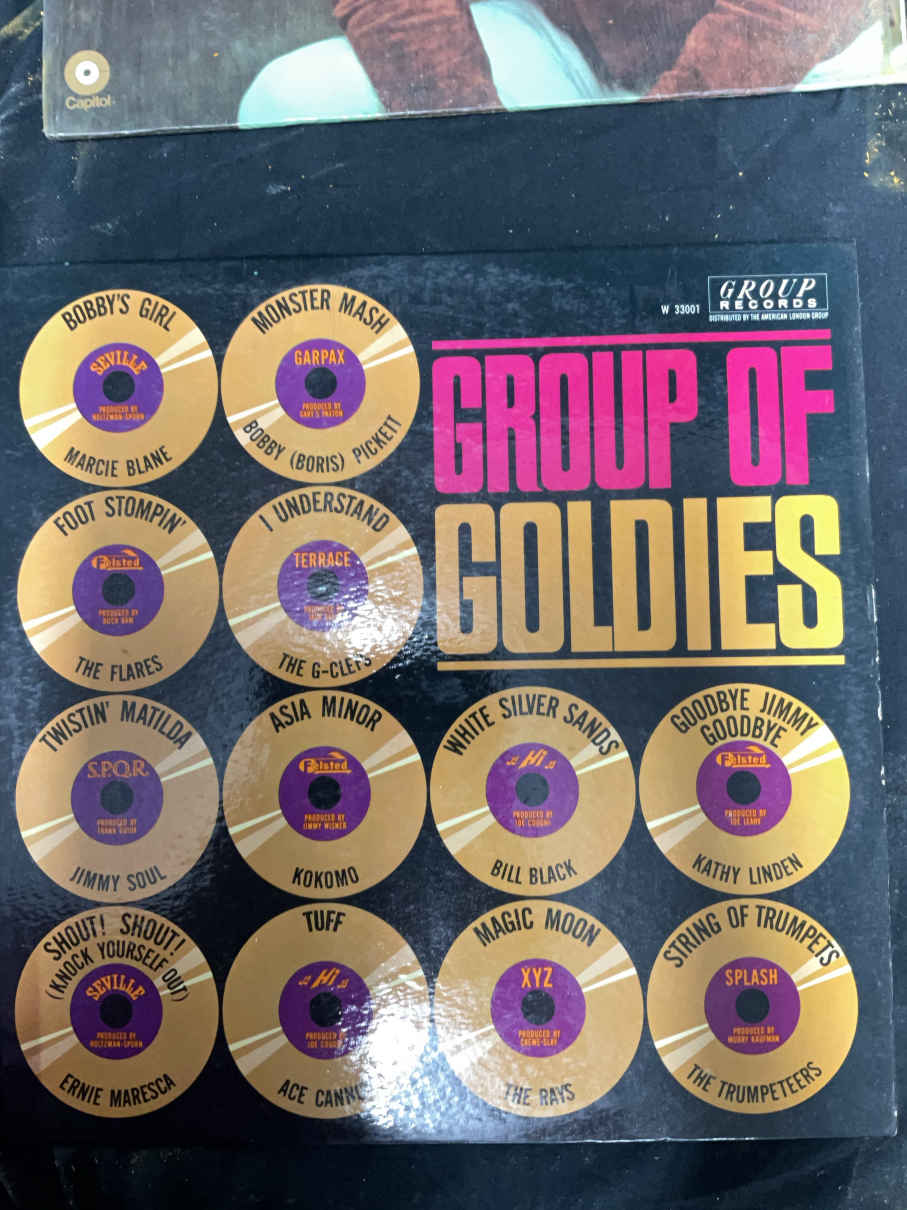 Capitol
W 33001
GROUP
RECORDS
DISTRIBUTED BY THE AMERICAN LONDON GROUP
GROUP OF
GOLDIES
BOBBY'S GIRL
SEVILLE
PRODUCED BY
HOLTZMAN-SPUHN
MARCIE BLANE
MONSTER MASH
GARPAX
PRODUCED BY
GARY S. PAXTON
BOBBY (BORIS) PICKETT
FOOT STOMPIN'
Felsted
PRODUCED BY
BUCK RAM
THE FLARES
I UNDERSTAND
TERRACE
PRODUCED BY
THE G-CLEFS
TWISTIN' MATILDA
S.P.Q.R.
PRODUCED BY
FRANK GUIDA
JIMMY SOUL
ASIA MINOR
Felsted
PRODUCED BY
JIMMY WISNER
KOKOMO
WHITE SILVER SANDS
Hi
PRODUCED BY
JOE COUGHI
BILL BLACK
GOODBYE JIMMY
GOODBYE
Felsted
PRODUCED BY
JOE LEAHY
KATHY LINDEN
SHOUT! SHOUT!
(KNOCK YOURSELF OUT)
SEVILLE
PRODUCED BY
HOLTZMAN-SPUHN
ERNIE MARESCA
TUFF
Hi
PRODUCED BY
ACE
MAGIC MOON
XYZ
PRODUCED BY
CREWE-SLAY
THE RAYS
STRING OF TRUMPETS
SPLASH
PRODUCED BY
MURRY KAUFMAN
THE TRUMPETEERS